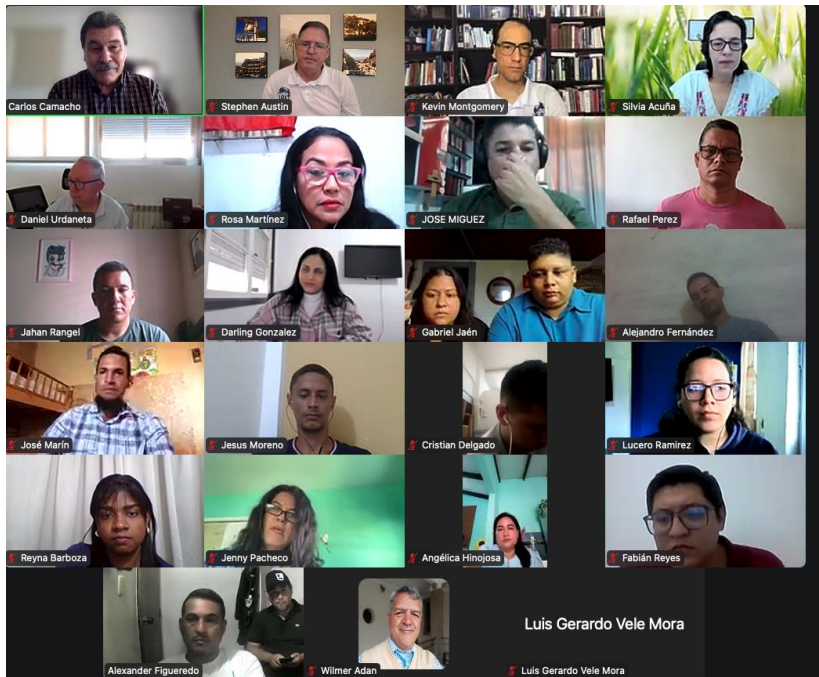 Carlos Camacho
Stephen Austin
Kevin Montgomery
Silvia Acuña
Daniel Urdaneta
Rosa Martínez
JOSE MIGUEZ
Rafael Perez
Jahan Rangel
Darling Gonzalez
Gabriel Jaén
Alejandro Fernández
José Marín
Jesus Moreno
Cristian Delgado
Lucero Ramirez
Reyna Barboza
Jenny Pacheco
Angélica Hinojosa
Fabián Reyes
Luis Gerardo Vele Mora
Alexander Figueredo
Wilmer Adan
Luis Gerardo Vele Mora